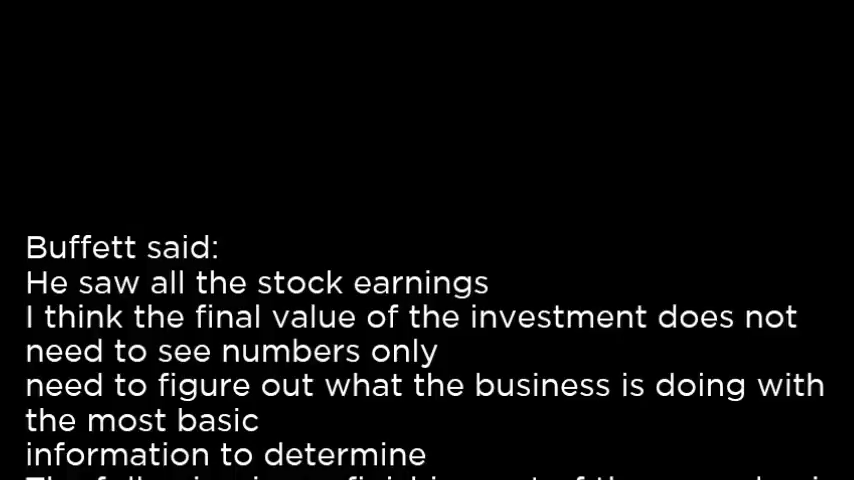 Buffett said:
He saw all the stock earnings
I think the final value of the investment does not
need to see numbers only
need to figure out what the business is doing with
the most basic
information to determine